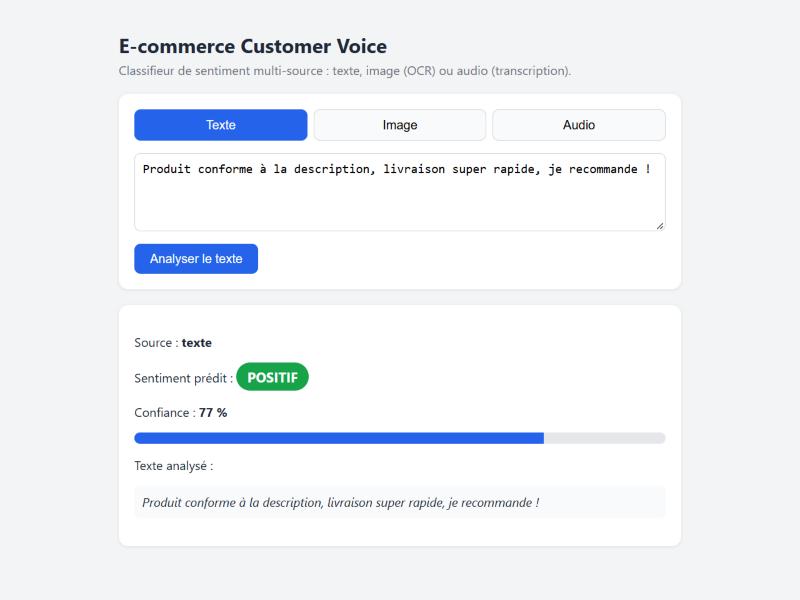 E-commerce Customer Voice
Classifieur de sentiment multi-source : texte, image (OCR) ou audio (transcription).
Texte
Image
Audio
Produit conforme à la description, livraison super rapide, je recommande !
Analyser le texte
Source : texte
Sentiment prédit : POSITIF
Confiance : 77 %
Texte analysé :
Produit conforme à la description, livraison super rapide, je recommande !